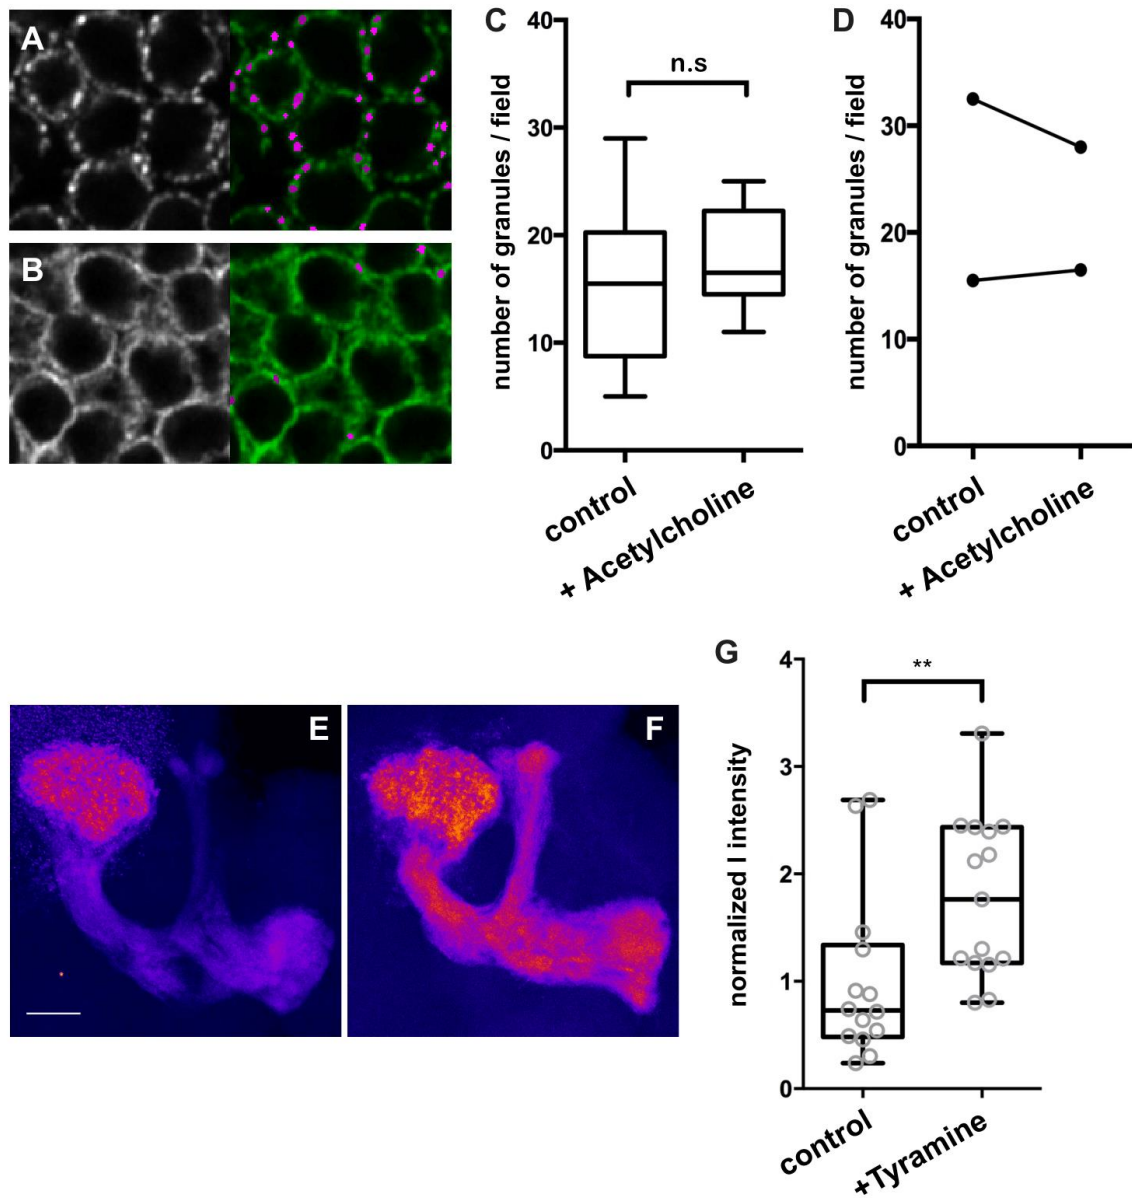 A
B
C
number of granules / field
40
30
20
10
0
n.s
control
+ Acetylcholine
D
number of granules / field
40
30
20
10
0
control
+ Acetylcholine
E
F
G
normalized I intensity
4
3
2
1
0
**
control
+Tyramine